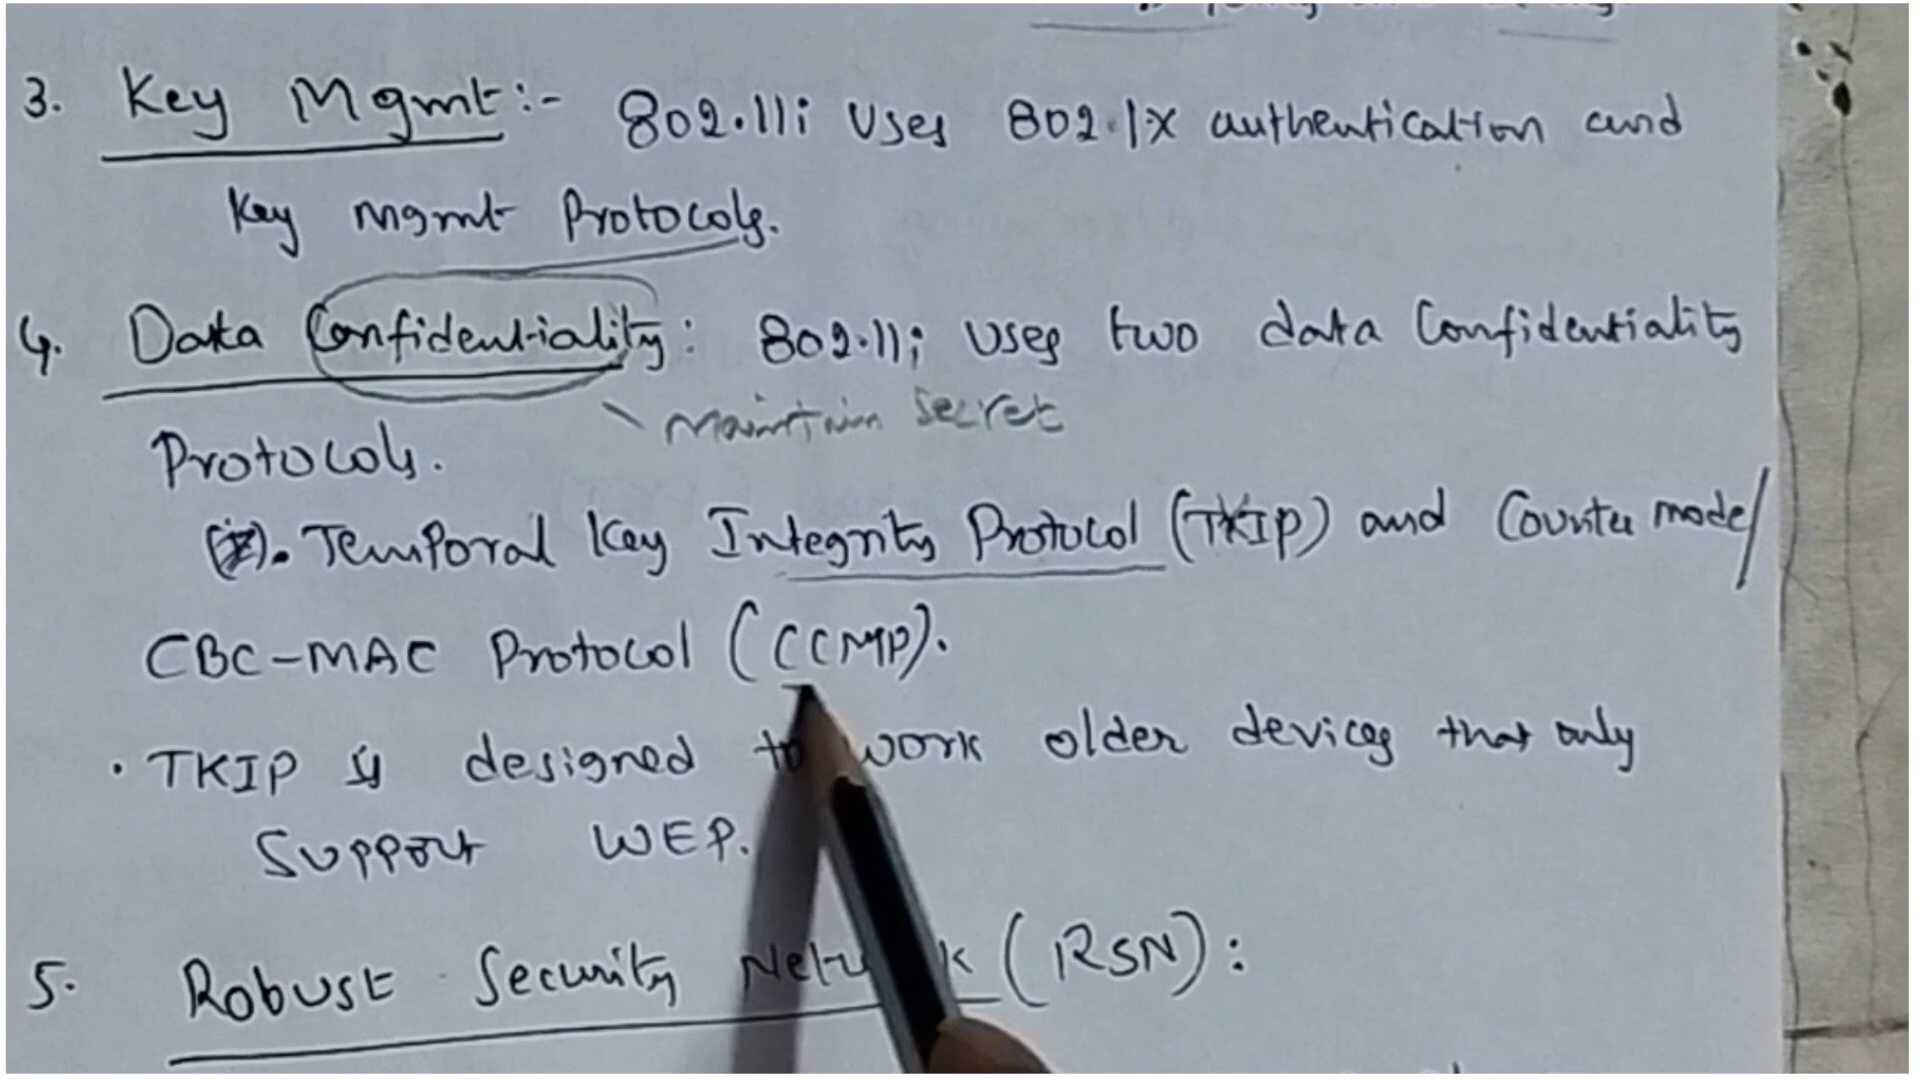 3. Key Mgmt:- 802.11i Uses 802.1X authentication and
Key Mgmt Protocols.
4. Data Confidentiality: 802.11i Uses two data Confidentiality
Maintain Secret
Protocols.
Temporal Key Integrity Protocol (TKIP) and Counter mode/
CBC-MAC Protocol (CCMP).
• TKIP is designed to work older devices that only
Support WEP.
5. Robust Security Network (RSN):